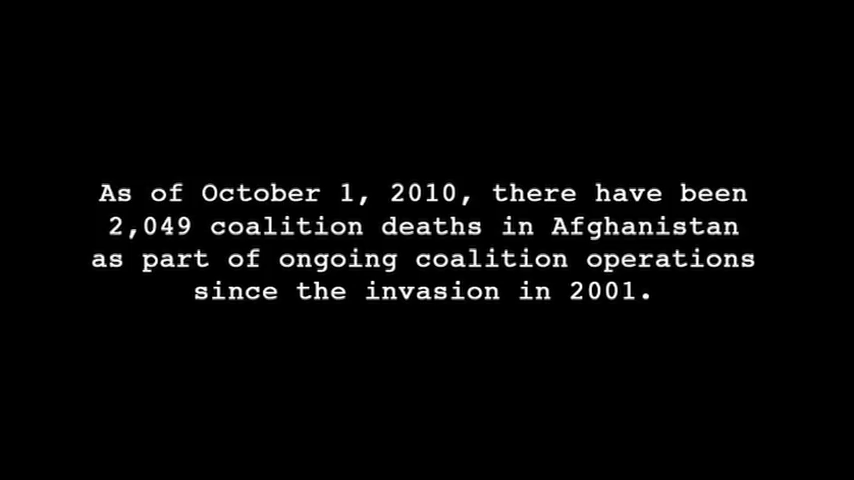 As of October 1, 2010, there have been
2,049 coalition deaths in Afghanistan
as part of ongoing coalition operations
since the invasion in 2001.